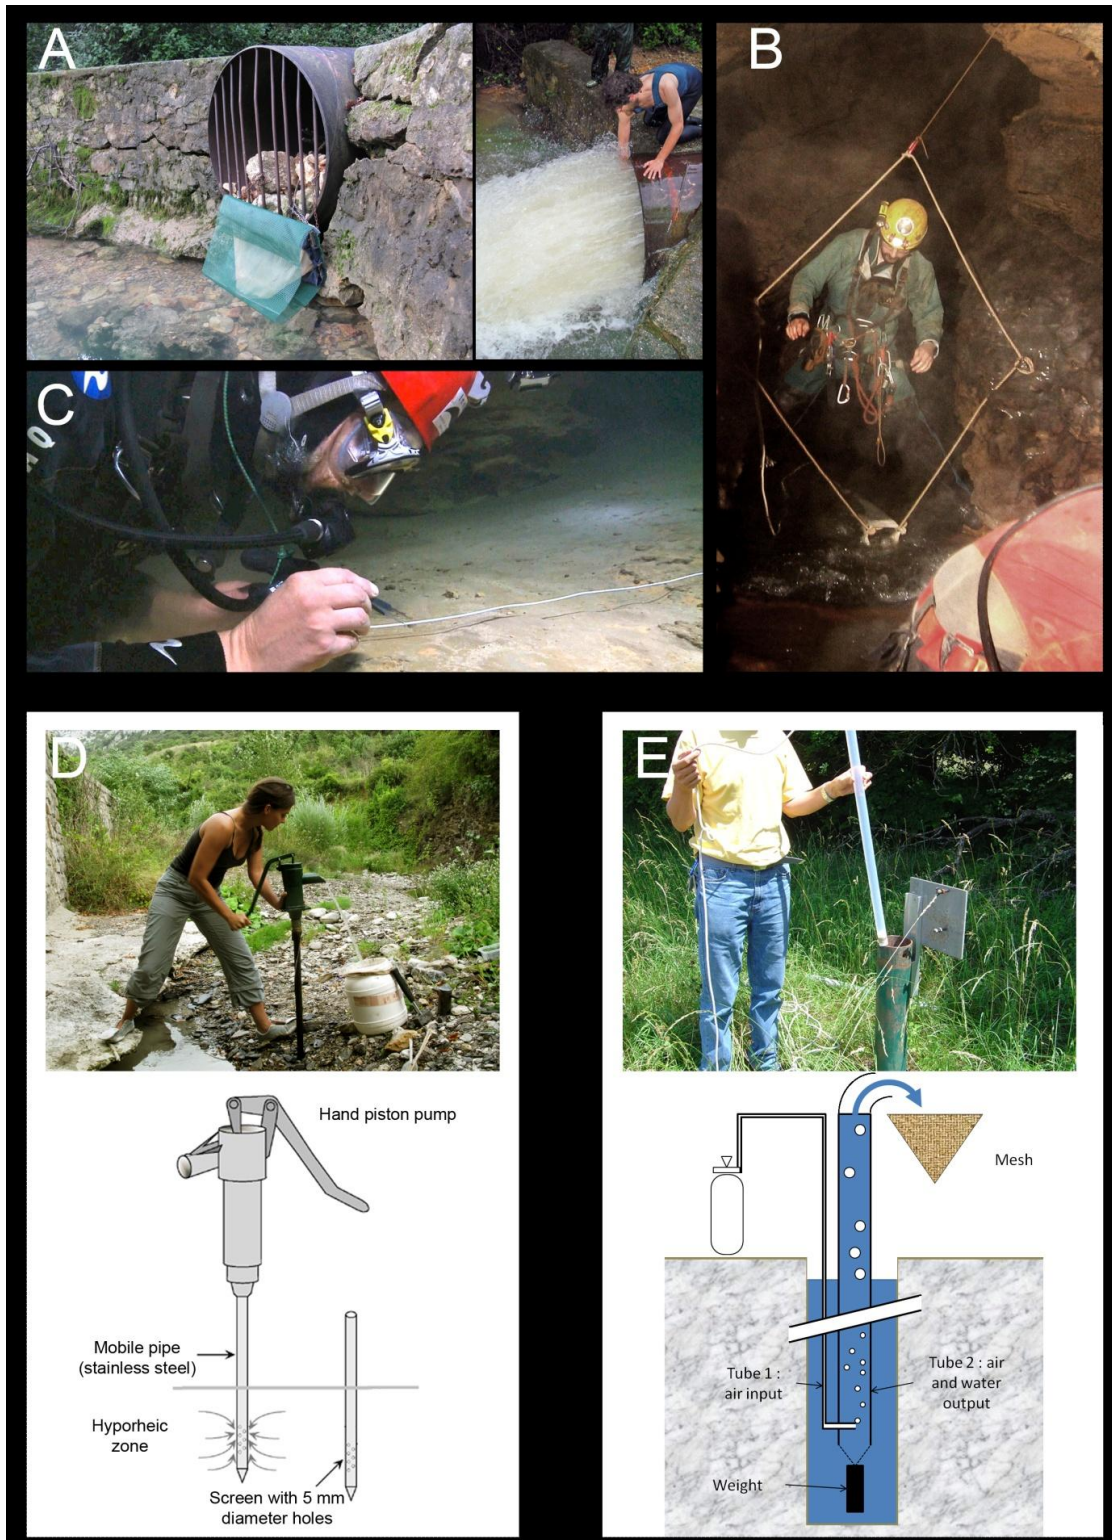 A
B
C
D
Hand piston pump
Mobile pipe
(stainless steel)
Hyporheic
zone
Screen with 5 mm
diameter holes
E
Mesh
Tube 1 :
air input
Tube 2 : air
and water
output
Weight